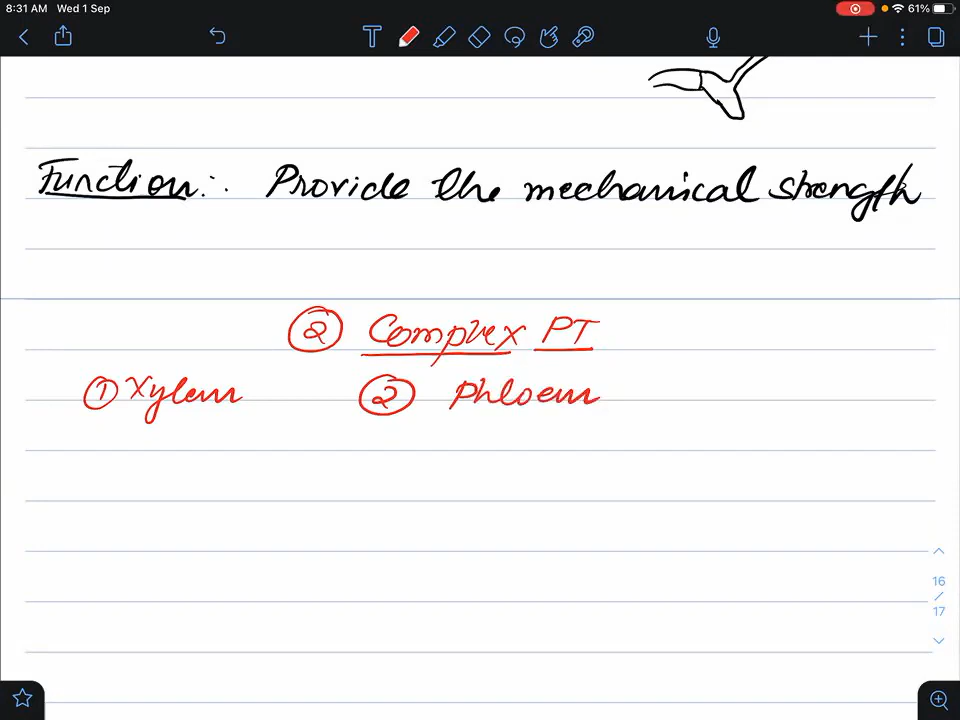 8:31 AM Wed 1 Sep
61%
Function:- Provide the mechanical strength
② Complex PT
① Xylem ② Phloem
16
/
17